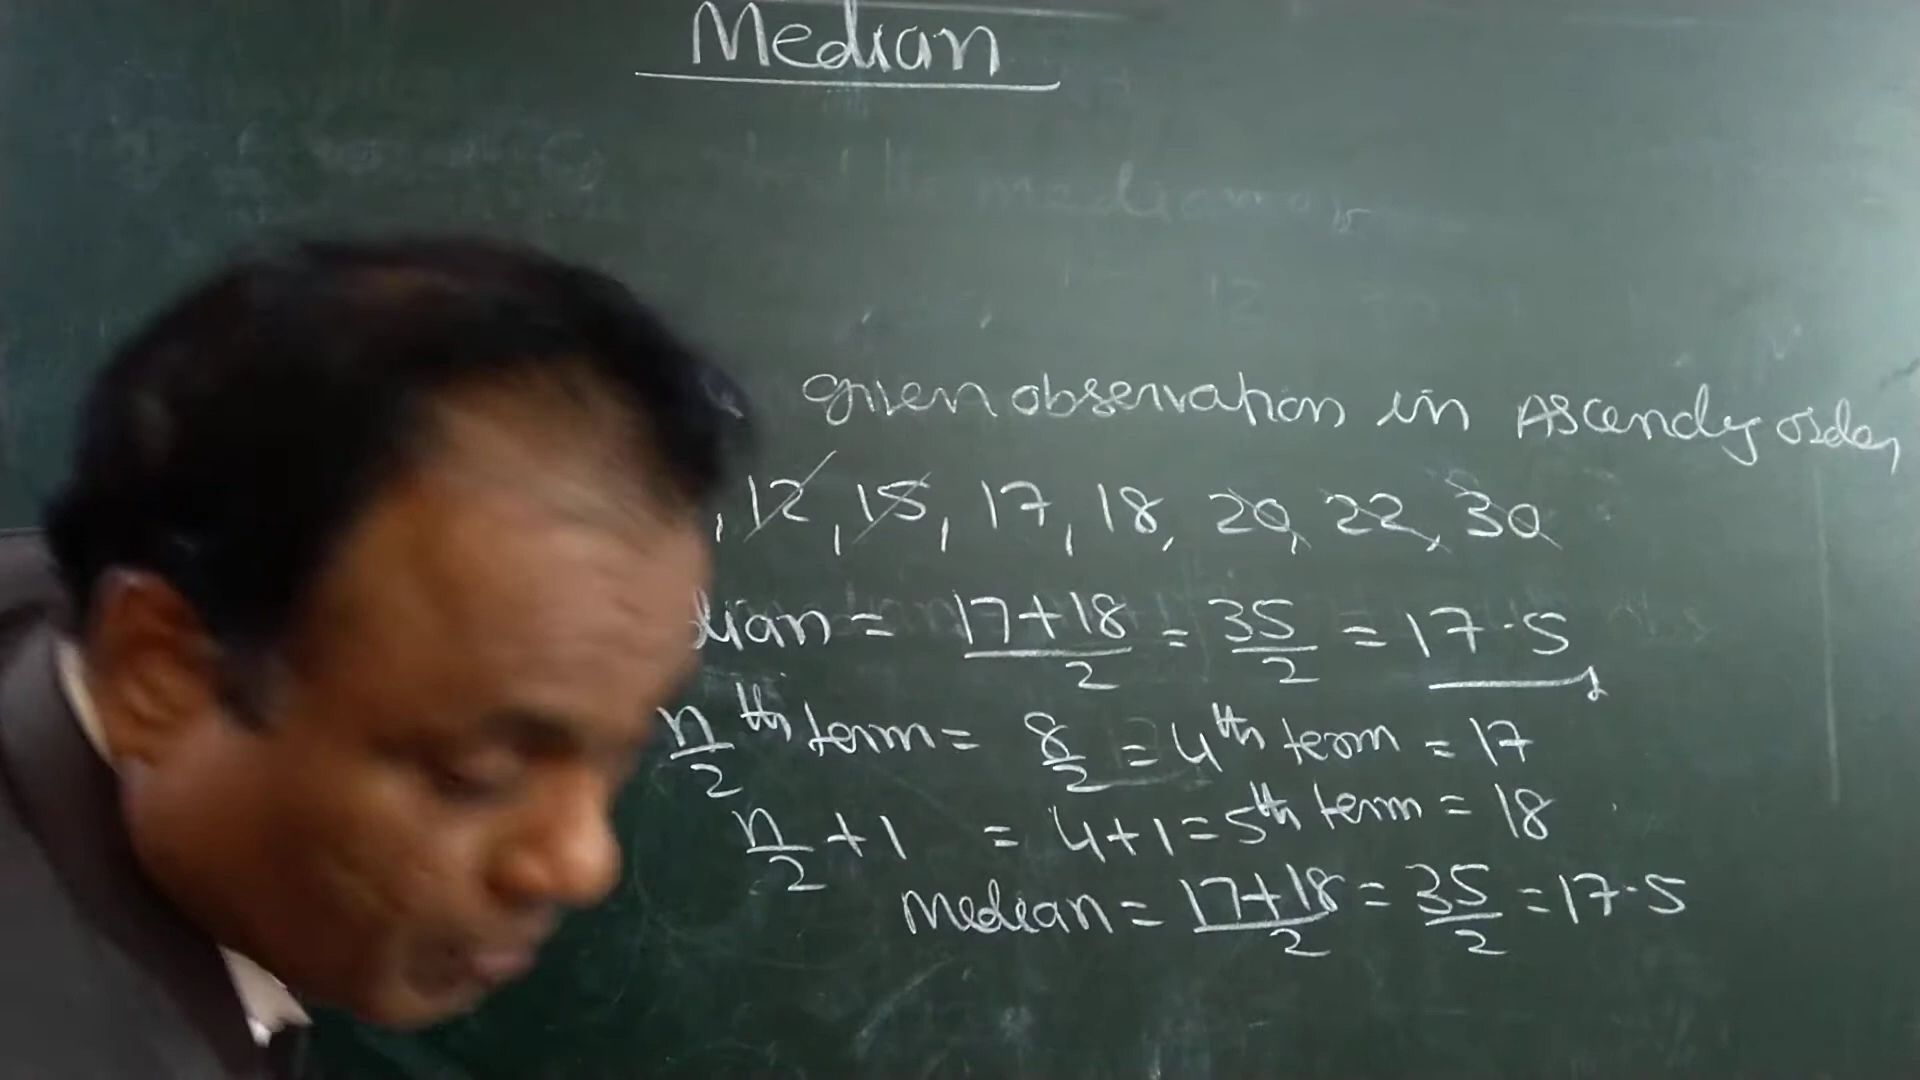 Median
given observation in Ascendg order
, 12, 15, 17, 18, 20, 22, 30
dian = 17+18/2 = 35/2 = 17.5
n/2 th term = 8/2 = 4th term = 17
n/2 + 1 = 4+1 = 5th term = 18
Median = 17+18/2 = 35/2 = 17.5